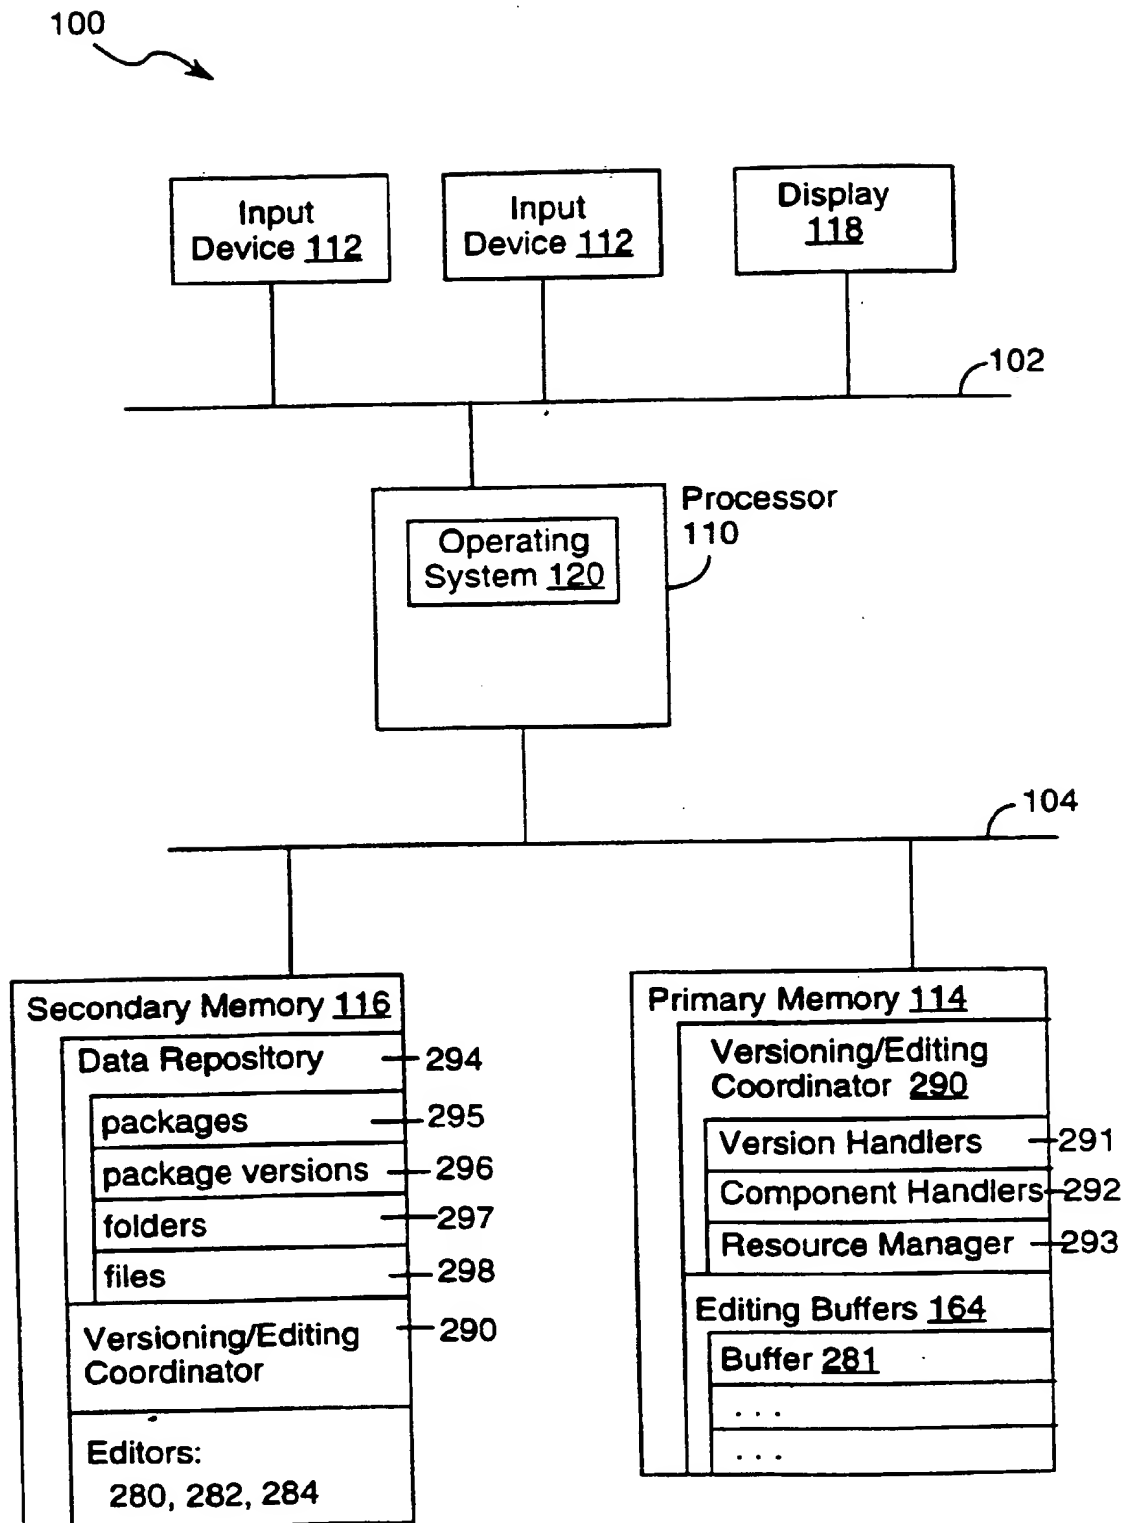 100
Input
Device 112
Input
Device 112
Display
118
102
Processor
110
Operating
System 120
104
Secondary Memory 116
Data Repository
294
packages
295
package versions
296
folders
297
files
298
Versioning/Editing
Coordinator
290
Editors:
280, 282, 284
Primary Memory 114
Versioning/Editing
Coordinator 290
Version Handlers
291
Component Handlers
292
Resource Manager
293
Editing Buffers 164
Buffer 281
. . .
. . .